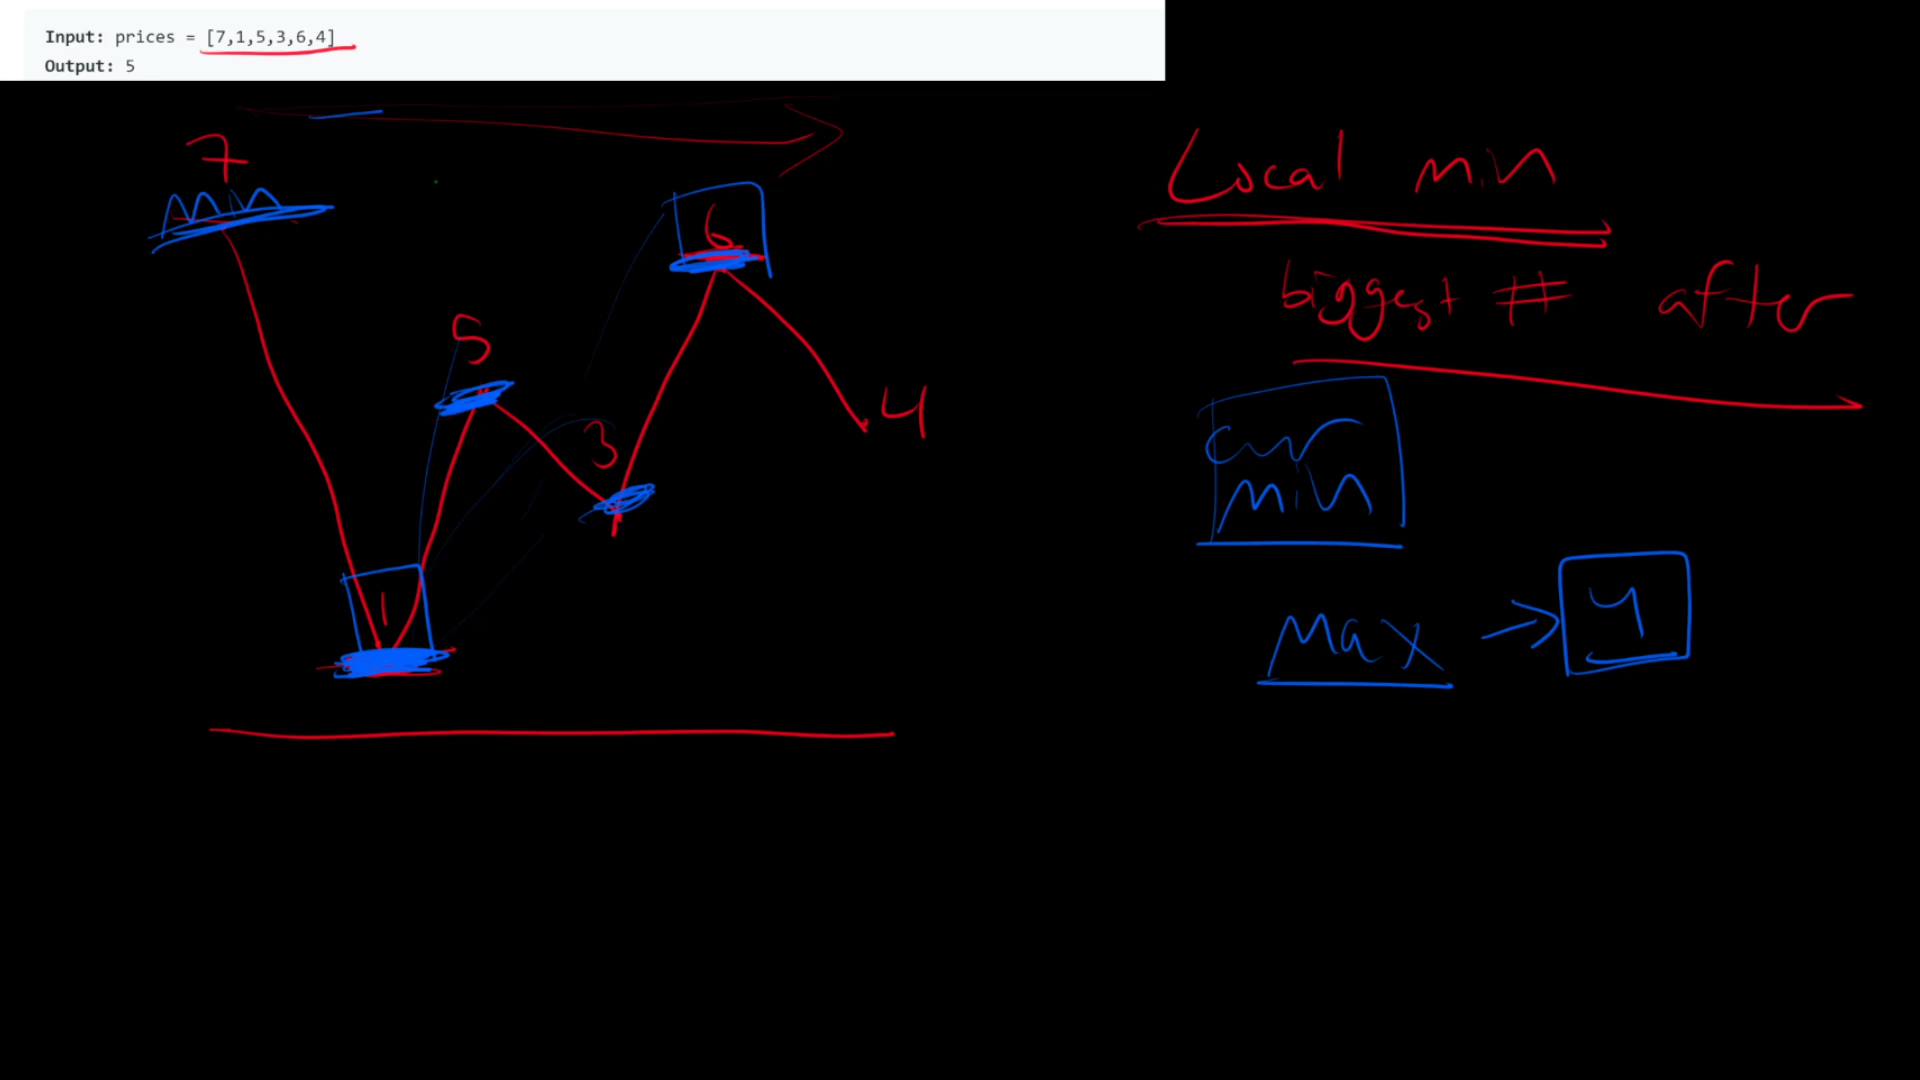 Input: prices = [7,1,5,3,6,4]
Output: 5
7
min
6
5
3
4
1
Local min
biggest # after
cur
min
max → 4